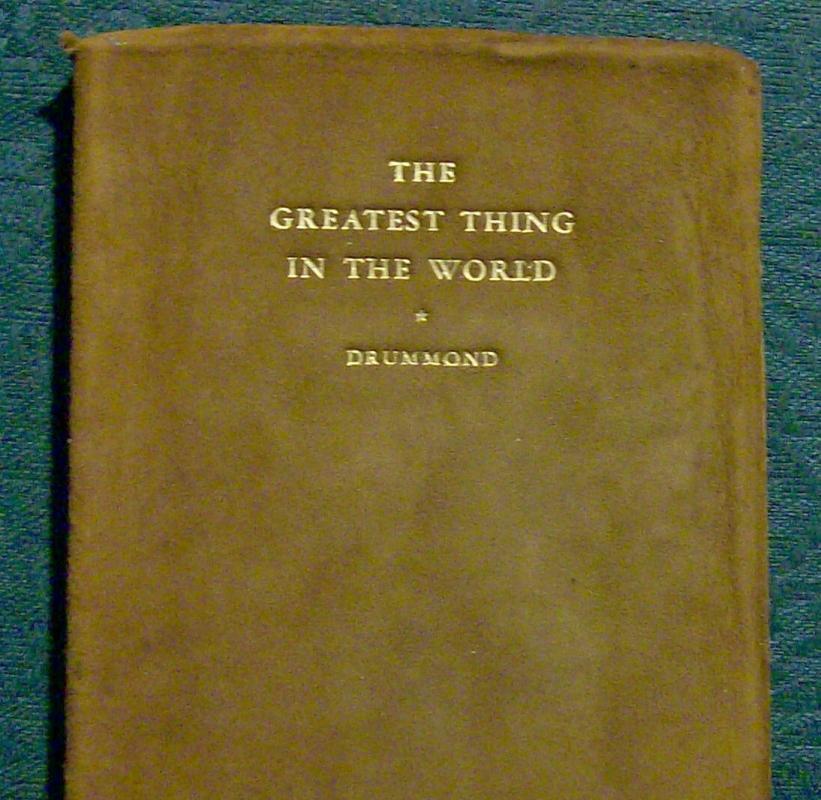 THE
GREATEST THING
IN THE WORLD
*
DRUMMOND